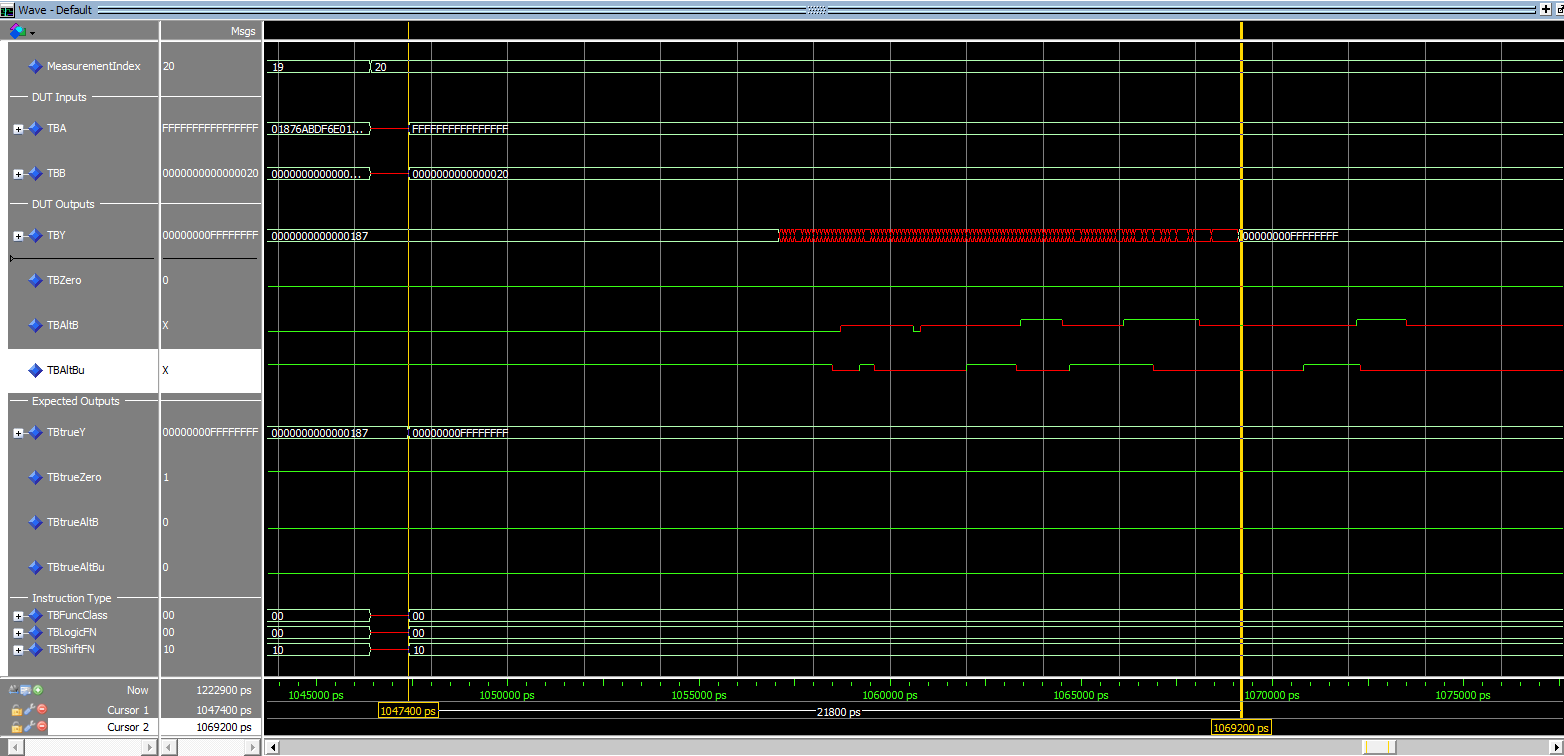 Wave - Default
Msgs
MeasurementIndex 20 19 20
DUT Inputs
TBA FFFFFFFFFFFFFFFF 01876ABDF6E01... FFFFFFFFFFFFFFFF
TBB 0000000000000020 0000000000000... 0000000000000020
DUT Outputs
TBY 00000000FFFFFFFF 0000000000000187 00000000FFFFFFFF
TBZero 0
TBAltB X
TBAltBu X
Expected Outputs
TBtrueY 00000000FFFFFFFF 0000000000000187 00000000FFFFFFFF
TBtrueZero 1
TBtrueAltB 0
TBtrueAltBu 0
Instruction Type
TBFuncClass 00 00 00
TBLogicFN 00 00 00
TBShiftFN 10 10 10
Now 1222900 ps 1045000 ps 1050000 ps 1055000 ps 1060000 ps 1065000 ps 1070000 ps 1075000 ps
Cursor 1 1047400 ps 1047400 ps 21800 ps
Cursor 2 1069200 ps 1069200 ps